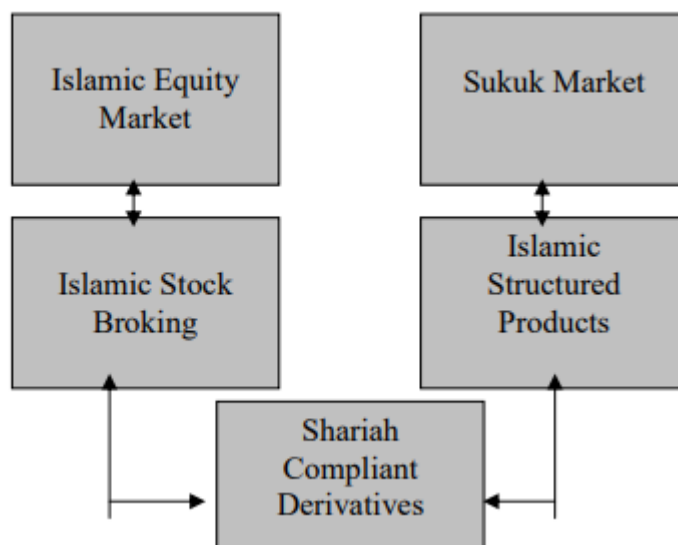 Islamic Equity
Market
Sukuk Market
Islamic Stock
Broking
Islamic
Structured
Products
Shariah
Compliant
Derivatives